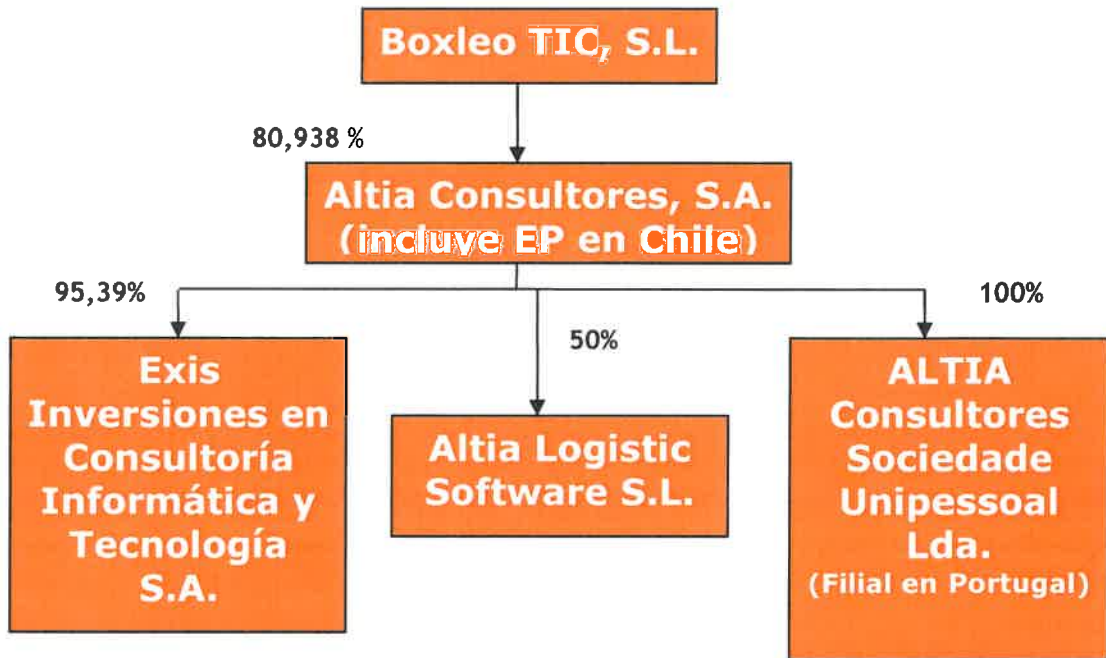 Boxleo TIC, S.L.
80,938 %
Altia Consultores, S.A.
(incluye EP en Chile)
95,39%
50%
100%
Exis
Inversiones en
Consultoría
Informática y
Tecnología
S.A.
Altia Logistic
Software S.L.
ALTIA
Consultores
Sociedade
Unipessoal
Lda.
(Filial en Portugal)